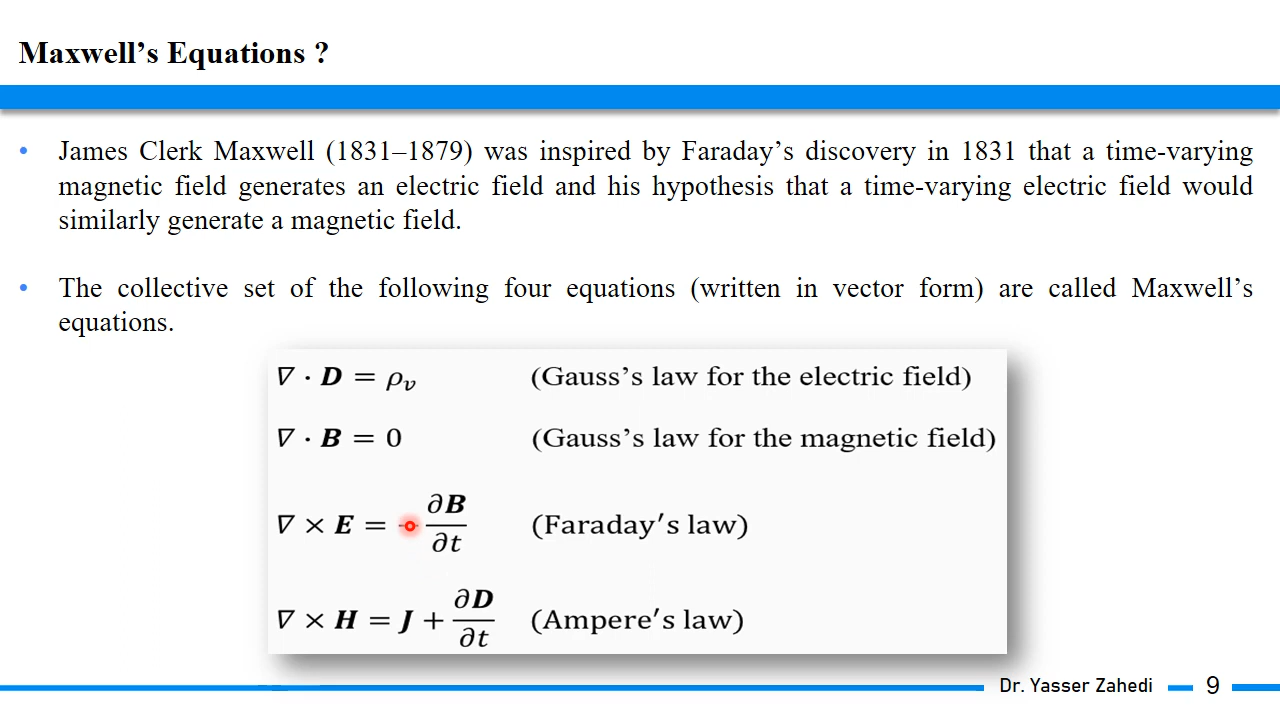 Maxwell’s Equations ?
• James Clerk Maxwell (1831–1879) was inspired by Faraday’s discovery in 1831 that a time-varying
magnetic field generates an electric field and his hypothesis that a time-varying electric field would
similarly generate a magnetic field.
• The collective set of the following four equations (written in vector form) are called Maxwell’s
equations.
∇ · D = ρv (Gauss’s law for the electric field)
∇ · B = 0 (Gauss’s law for the magnetic field)
∇ × E = − ∂B/∂t (Faraday′s law)
∇ × H = J + ∂D/∂t (Ampere′s law)
Dr. Yasser Zahedi 9